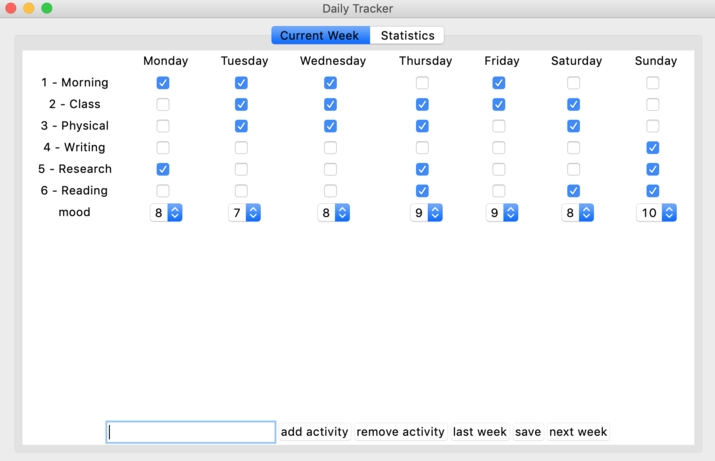 Daily Tracker
Current Week Statistics
Monday Tuesday Wednesday Thursday Friday Saturday Sunday
1 - Morning
2 - Class
3 - Physical
4 - Writing
5 - Research
6 - Reading
mood 8 7 8 9 9 8 10
add activity remove activity last week save next week